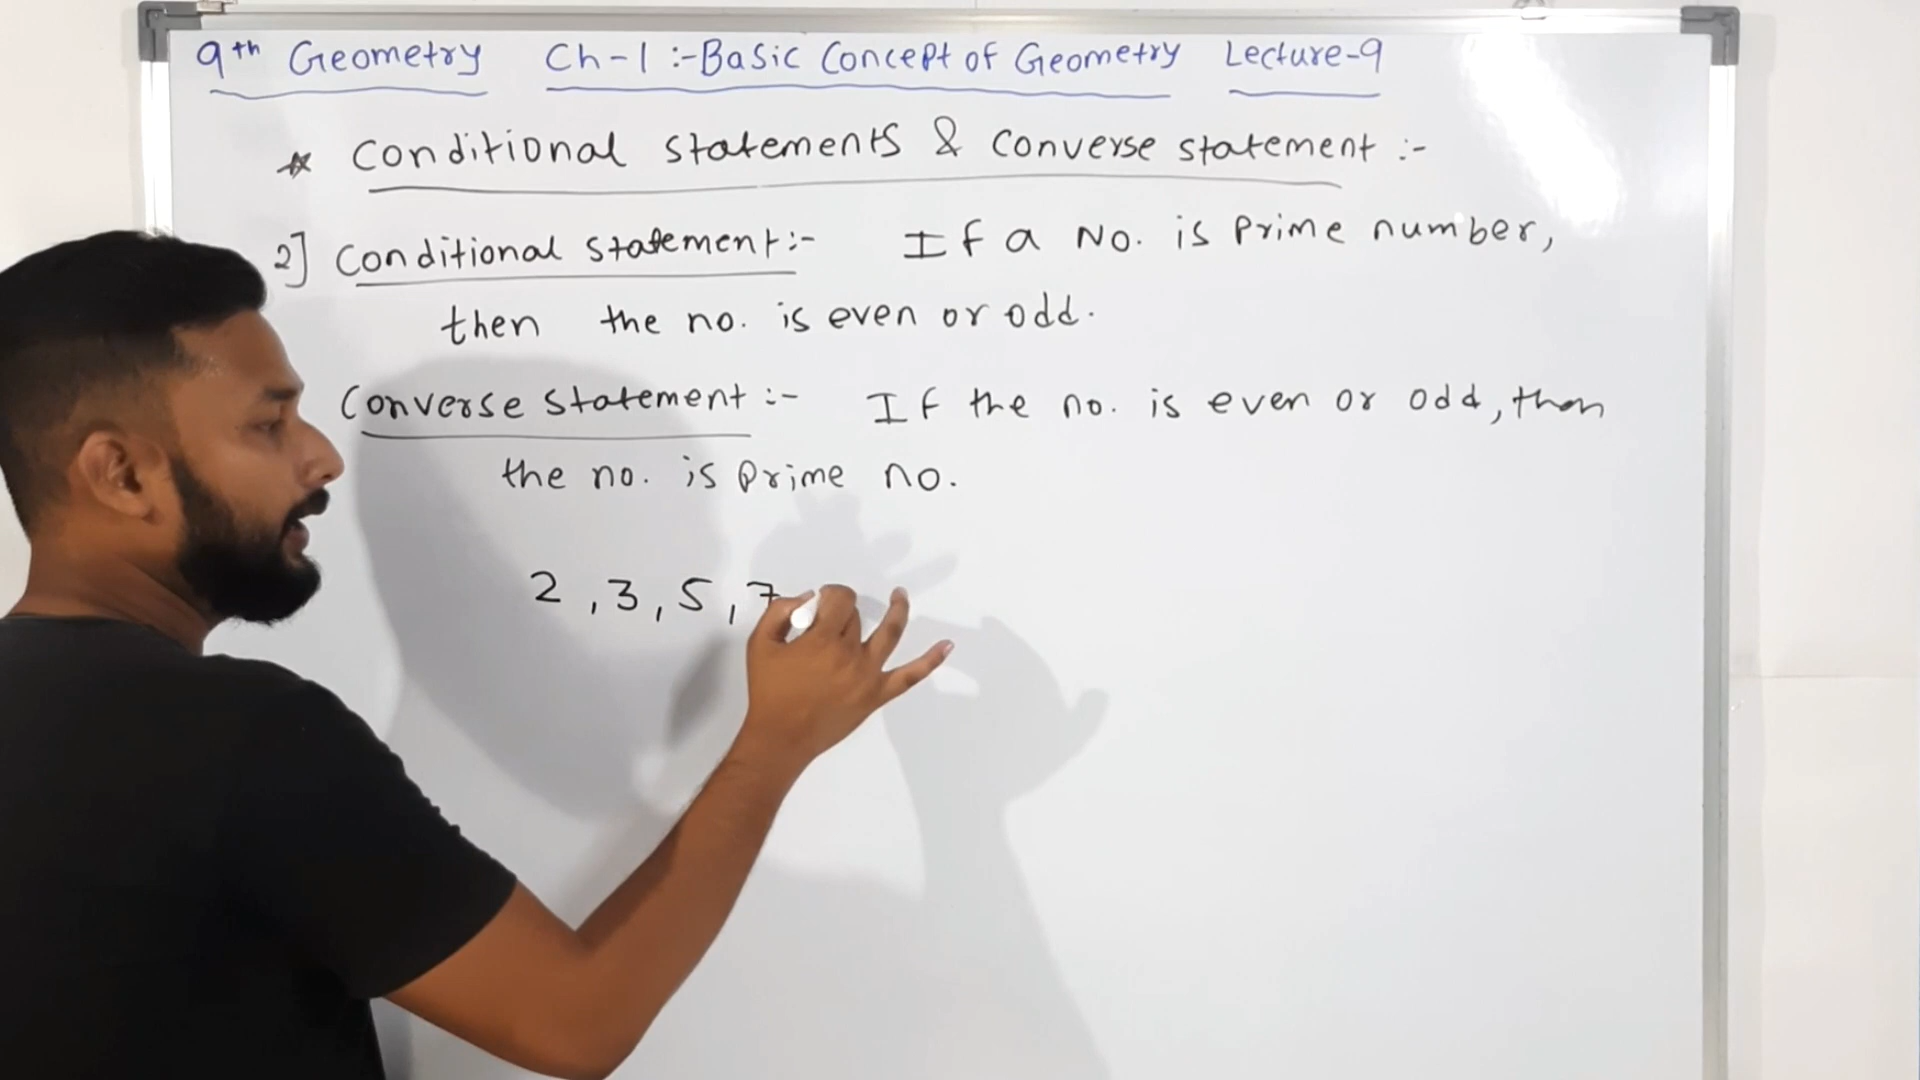 9th Geometry Ch-1 :- Basic Concept of Geometry Lecture-9
* Conditional statements & Converse statement :-
2] Conditional statement:- If a No. is Prime number,
then the no. is even or odd.
Converse statement :- If the no. is even or odd, then
the no. is prime no.
2 , 3 , 5 , 7